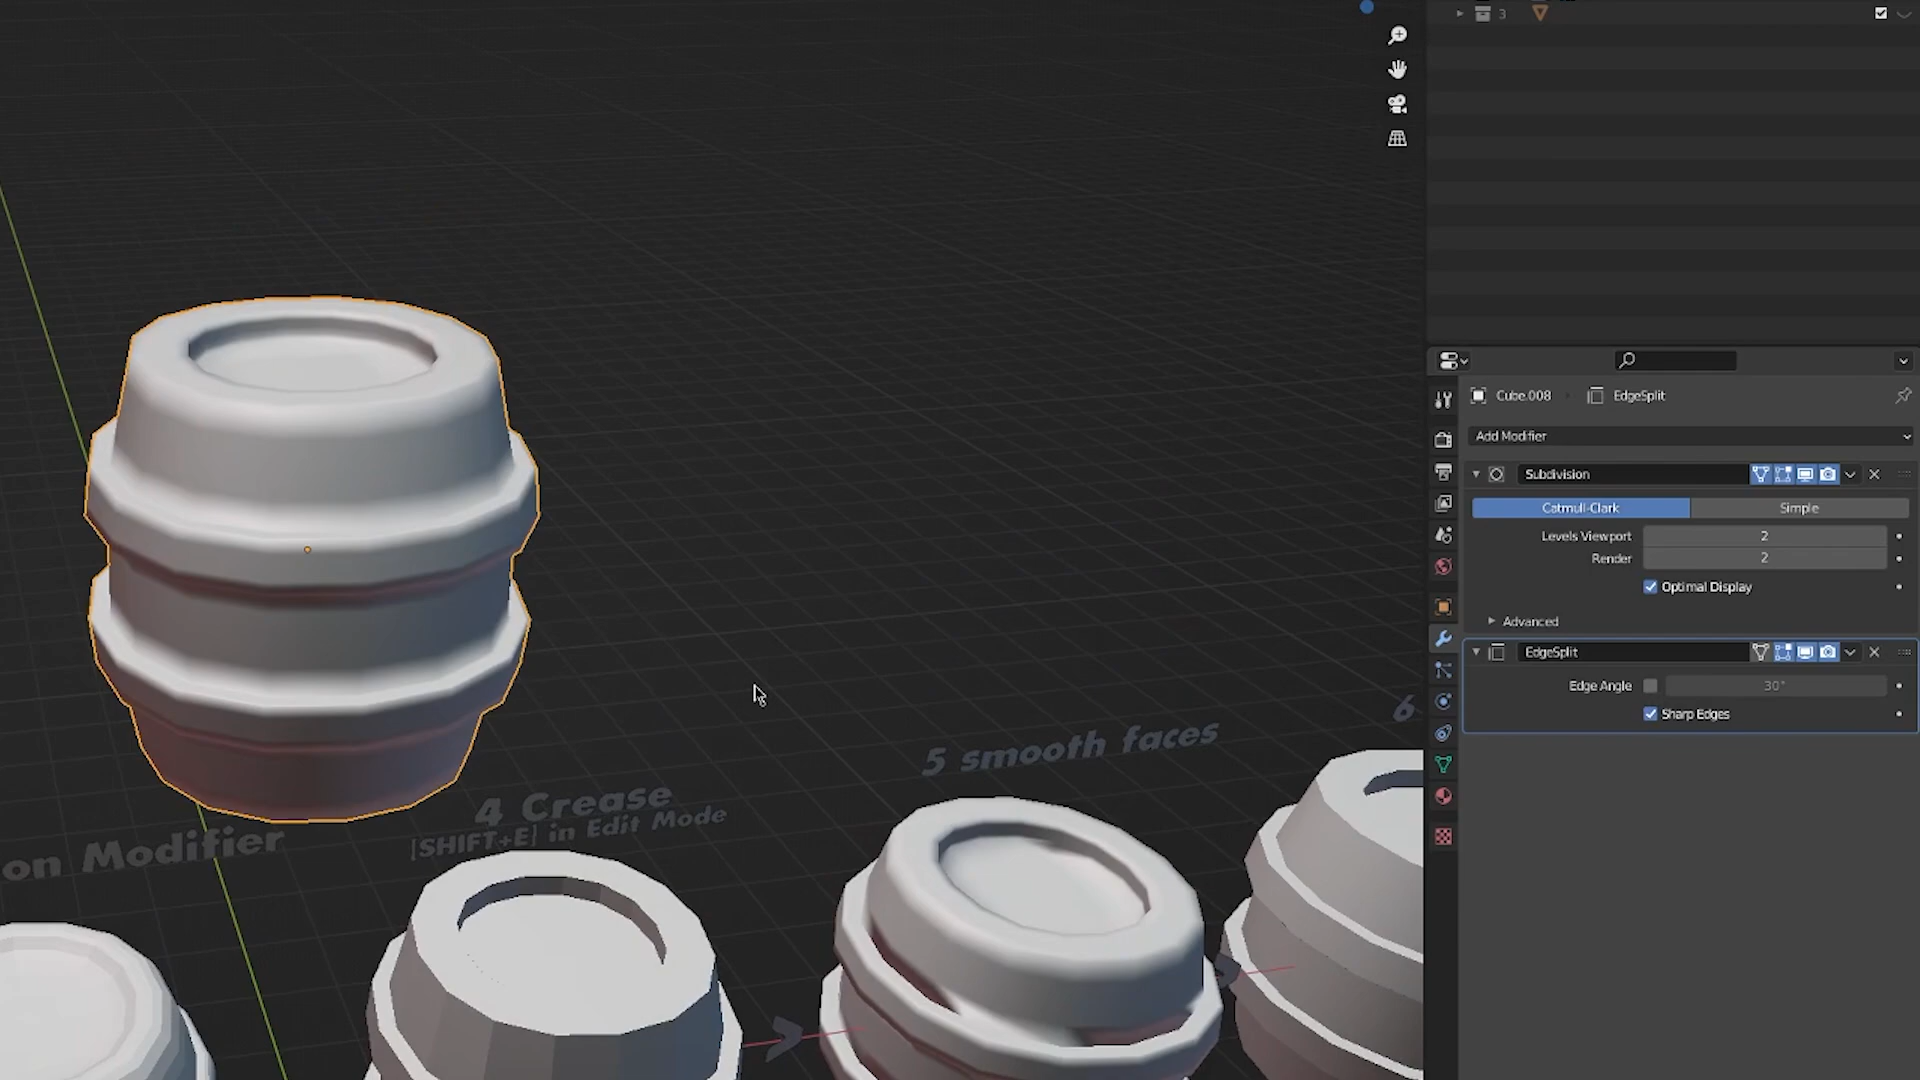 3
Cube.008
EdgeSplit
Add Modifier
Subdivision
Catmull-Clark
Simple
Levels Viewport
2
Render
2
Optimal Display
Advanced
EdgeSplit
Edge Angle
30°
Sharp Edges
6
5 smooth faces
4 Crease
[SHIFT+E] in Edit Mode
on Modifier